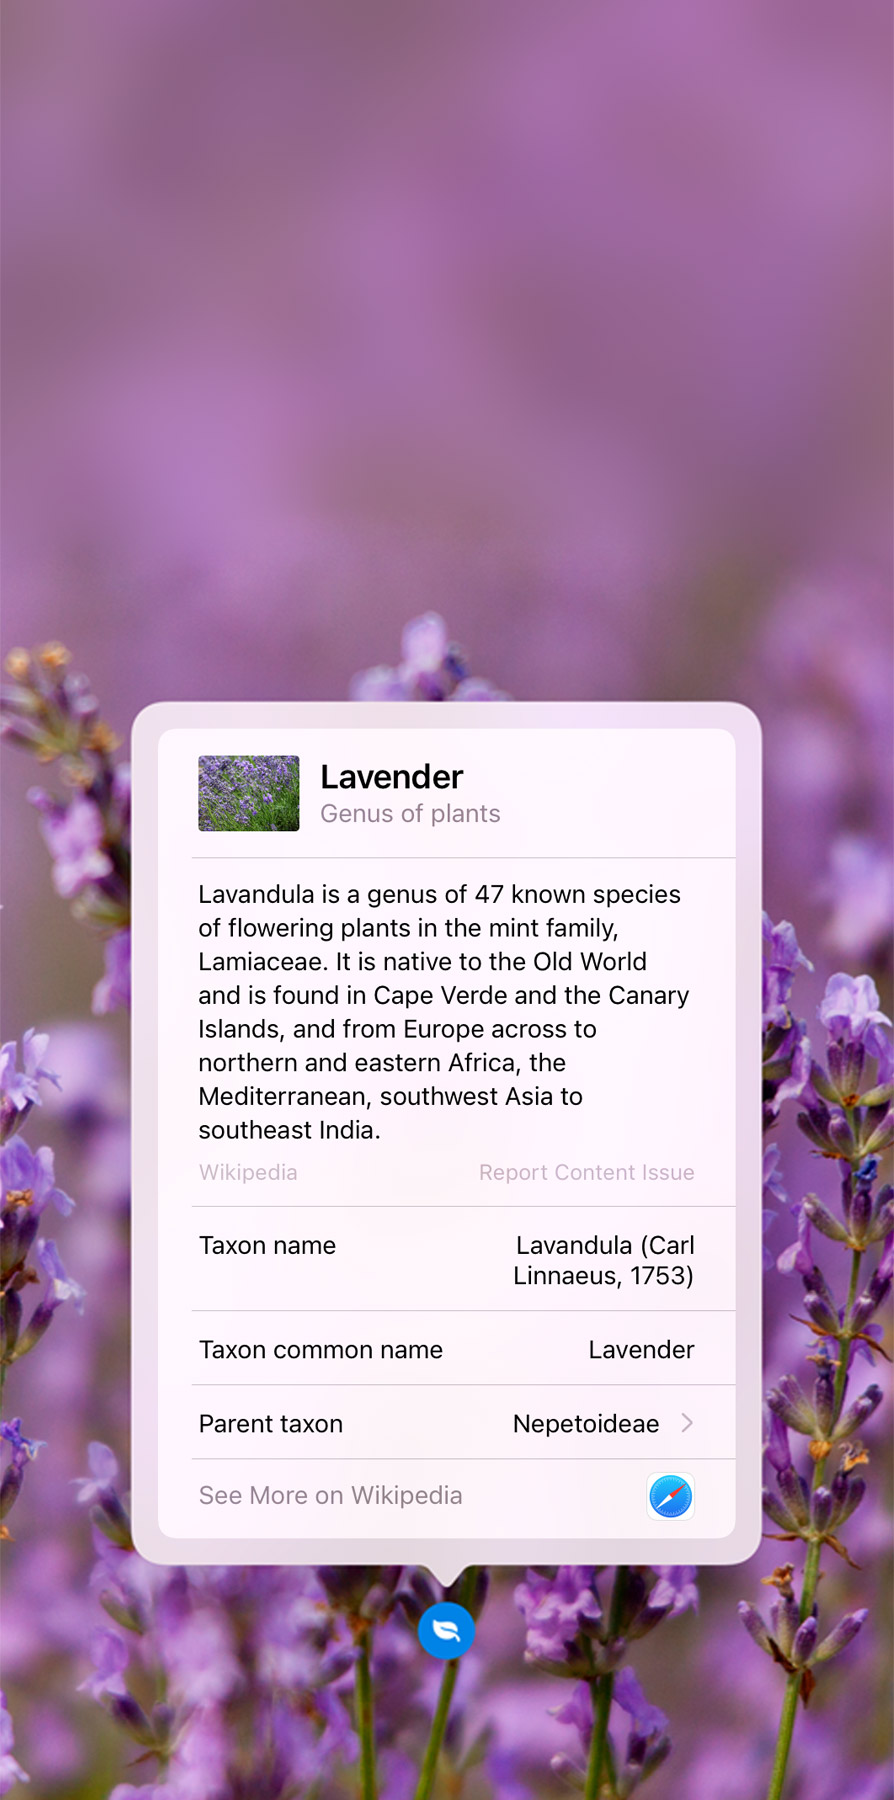 Lavender
Genus of plants
Lavandula is a genus of 47 known species
of flowering plants in the mint family,
Lamiaceae. It is native to the Old World
and is found in Cape Verde and the Canary
Islands, and from Europe across to
northern and eastern Africa, the
Mediterranean, southwest Asia to
southeast India.
Wikipedia Report Content Issue
Taxon name Lavandula (Carl
Linnaeus, 1753)
Taxon common name Lavender
Parent taxon Nepetoideae
See More on Wikipedia